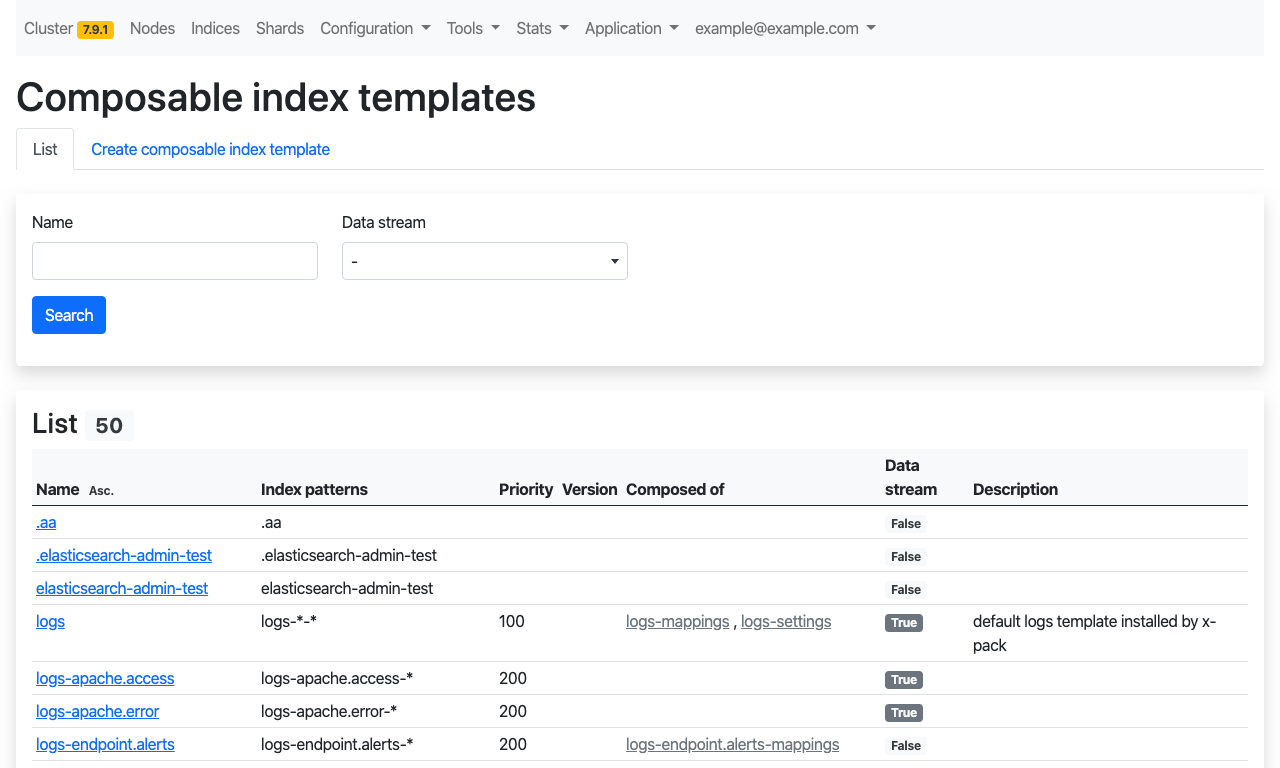 Cluster 7.9.1 Nodes Indices Shards Configuration Tools Stats Application example@example.com
Composable index templates
List Create composable index template
Name Data stream
-
Search
List 50
Name Asc. Index patterns Priority Version Composed of Data stream Description
.aa .aa False
.elasticsearch-admin-test .elasticsearch-admin-test False
elasticsearch-admin-test elasticsearch-admin-test False
logs logs-*-* 100 logs-mappings , logs-settings True default logs template installed by x-
pack
logs-apache.access logs-apache.access-* 200 True
logs-apache.error logs-apache.error-* 200 True
logs-endpoint.alerts logs-endpoint.alerts-* 200 logs-endpoint.alerts-mappings False